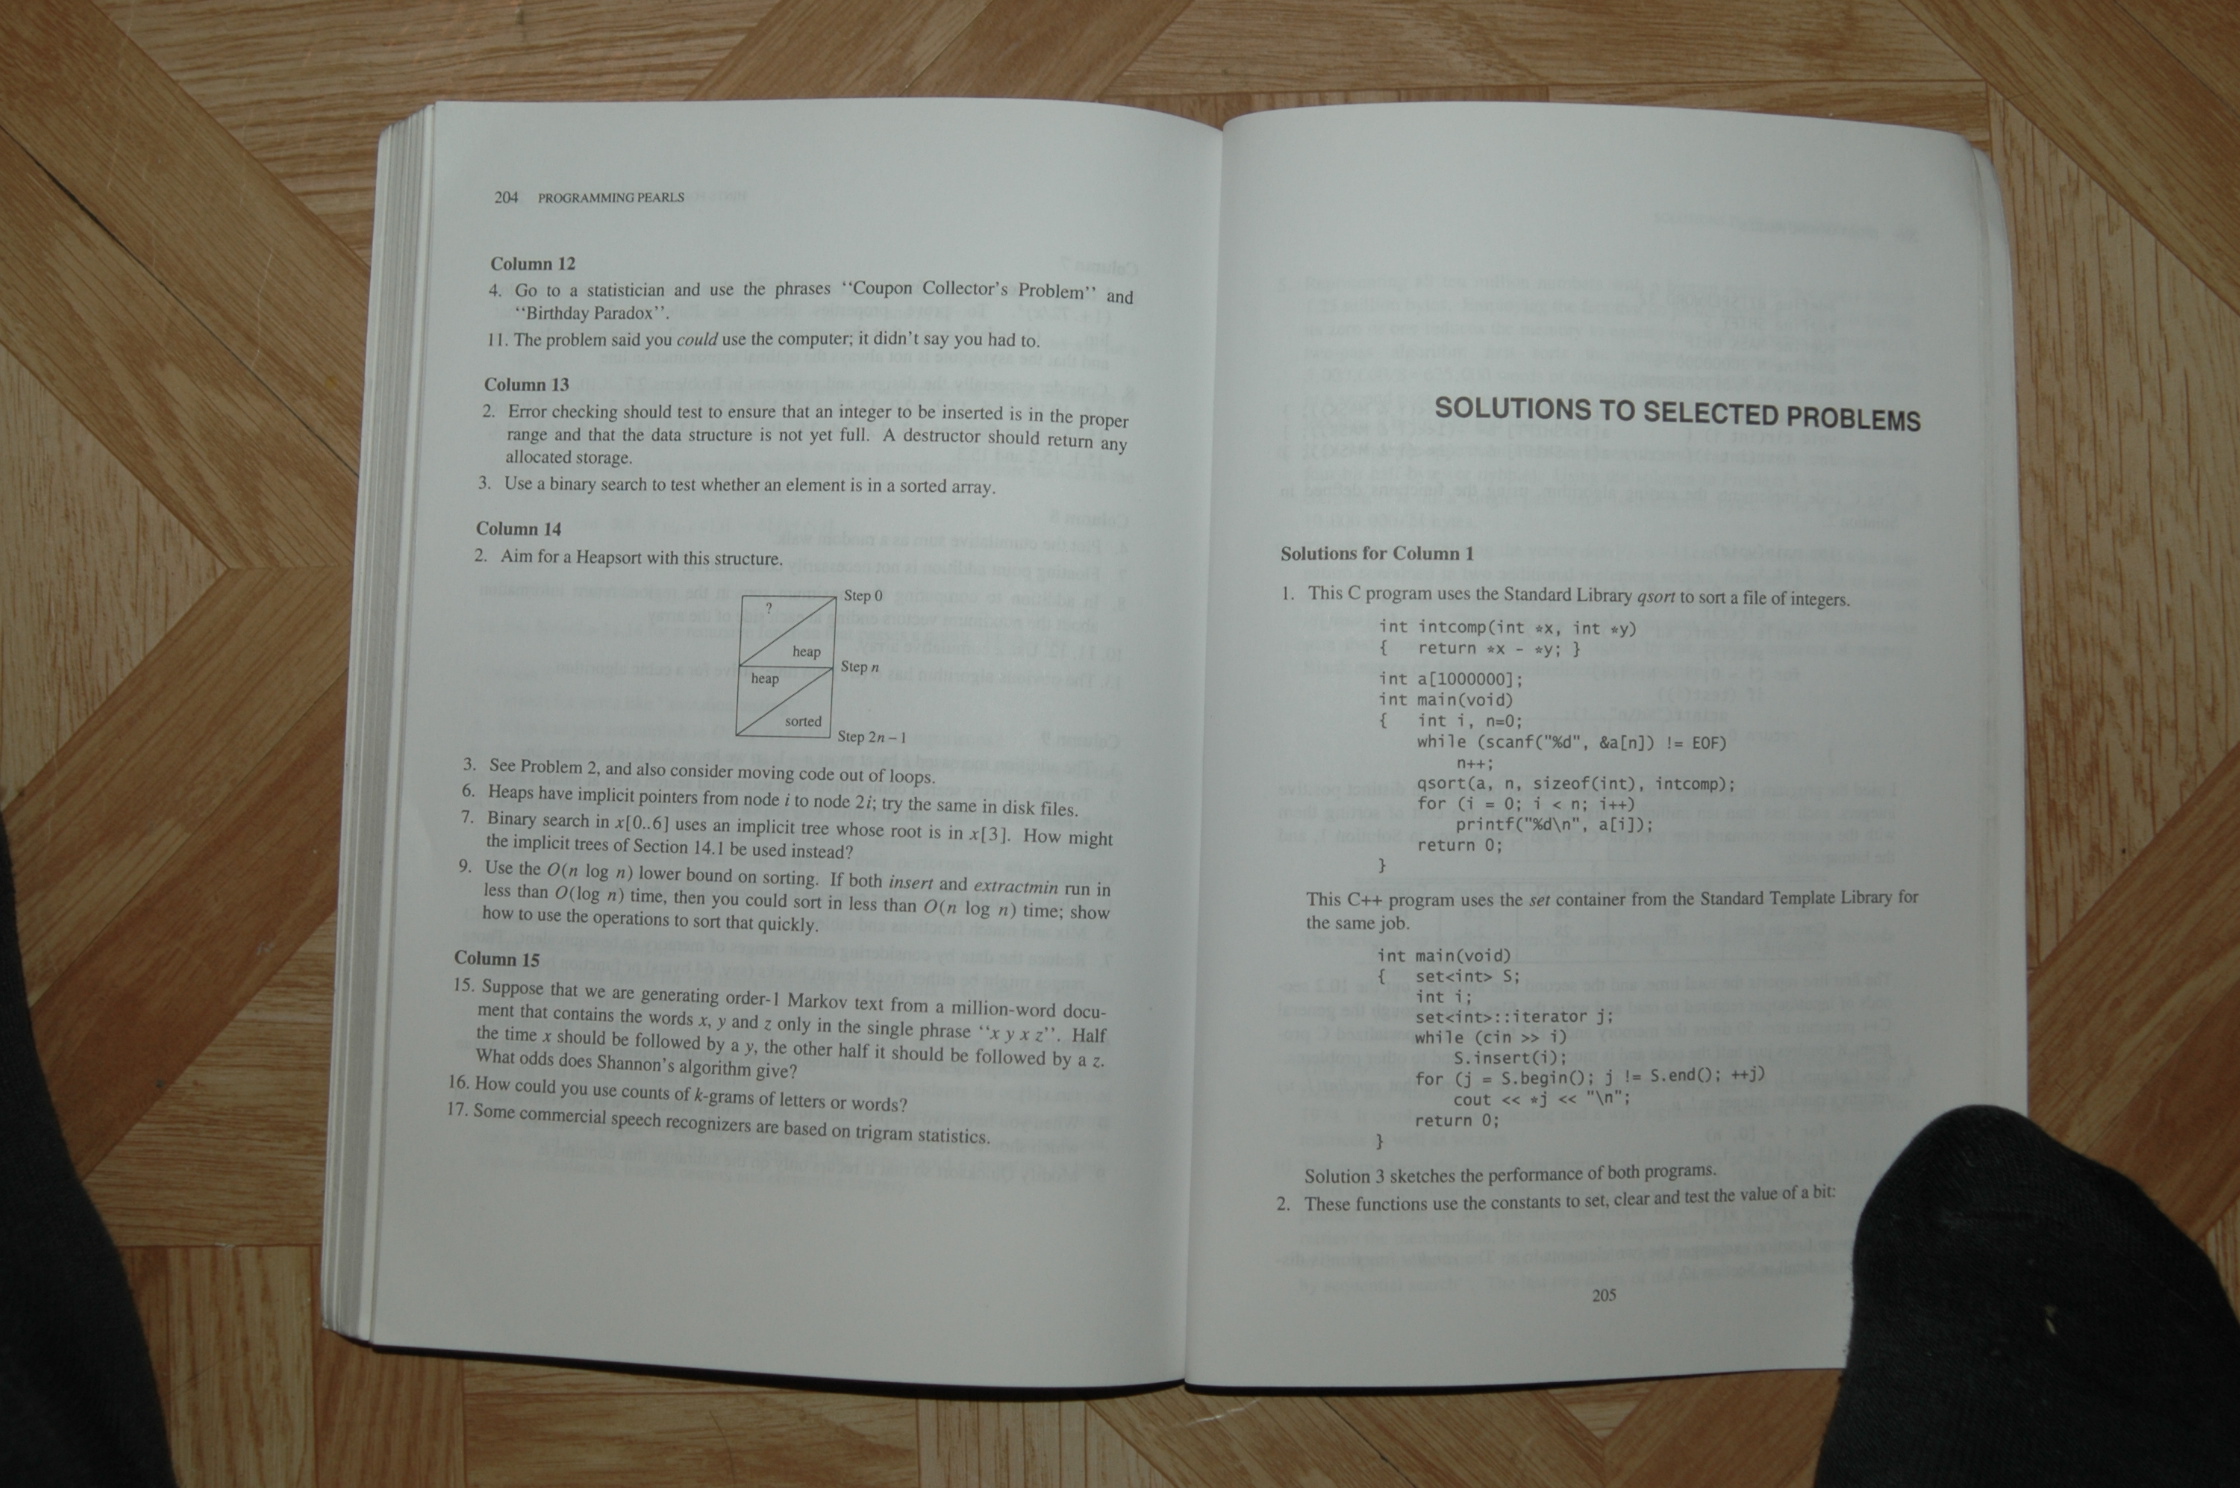 204 PROGRAMMING PEARLS
Column 12
4. Go to a statistician and use the phrases ‘‘Coupon Collector's Problem’’ and
‘‘Birthday Paradox’’.
11. The problem said you could use the computer; it didn't say you had to.
Column 13
2. Error checking should test to ensure that an integer to be inserted is in the proper
range and that the data structure is not yet full. A destructor should return any
allocated storage.
3. Use a binary search to test whether an element is in a sorted array.
Column 14
2. Aim for a Heapsort with this structure.
? Step 0
heap
Step n
heap
sorted
Step 2n – 1
3. See Problem 2, and also consider moving code out of loops.
6. Heaps have implicit pointers from node i to node 2i; try the same in disk files.
7. Binary search in x[0..6] uses an implicit tree whose root is in x[3]. How might
the implicit trees of Section 14.1 be used instead?
9. Use the O(n log n) lower bound on sorting. If both insert and extractmin run in
less than O(log n) time, then you could sort in less than O(n log n) time; show
how to use the operations to sort that quickly.
Column 15
15. Suppose that we are generating order-1 Markov text from a million-word docu-
ment that contains the words x, y and z only in the single phrase ‘‘x y x z’’. Half
the time x should be followed by a y, the other half it should be followed by a z.
What odds does Shannon's algorithm give?
16. How could you use counts of k-grams of letters or words?
17. Some commercial speech recognizers are based on trigram statistics.
SOLUTIONS TO SELECTED PROBLEMS
Solutions for Column 1
1. This C program uses the Standard Library qsort to sort a file of integers.
int intcomp(int *x, int *y)
{ return *x - *y; }
int a[1000000];
int main(void)
{ int i, n=0;
while (scanf("%d", &a[n]) != EOF)
n++;
qsort(a, n, sizeof(int), intcomp);
for (i = 0; i < n; i++)
printf("%d\n", a[i]);
return 0;
}
This C++ program uses the set container from the Standard Template Library for
the same job.
int main(void)
{ set<int> S;
int i;
set<int>::iterator j;
while (cin >> i)
S.insert(i);
for (j = S.begin(); j != S.end(); ++j)
cout << *j << "\n";
return 0;
}
Solution 3 sketches the performance of both programs.
2. These functions use the constants to set, clear and test the value of a bit:
205